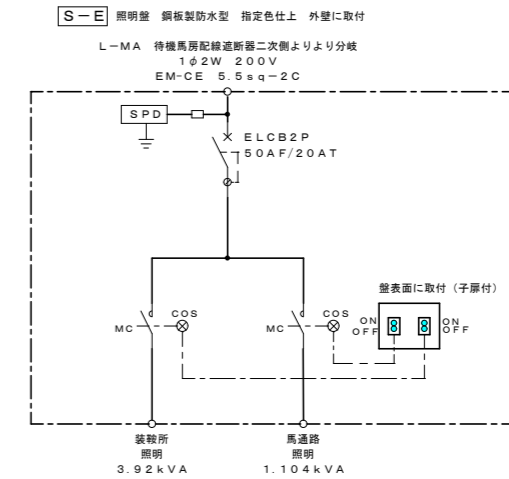 S－E 照明盤 鋼板製防水型 指定色仕上 外壁に取付
L－MA 待機馬房配線遮断器二次側よりより分岐
1φ2W 200V
EM－CE 5.5sq－2C
SPD
ELCB2P
50AF/20AT
盤表面に取付（子扉付）
MC COS
MC COS
ON
OFF
ON
OFF
装鞍所
照明
3.92kVA
馬通路
照明
1.104kVA